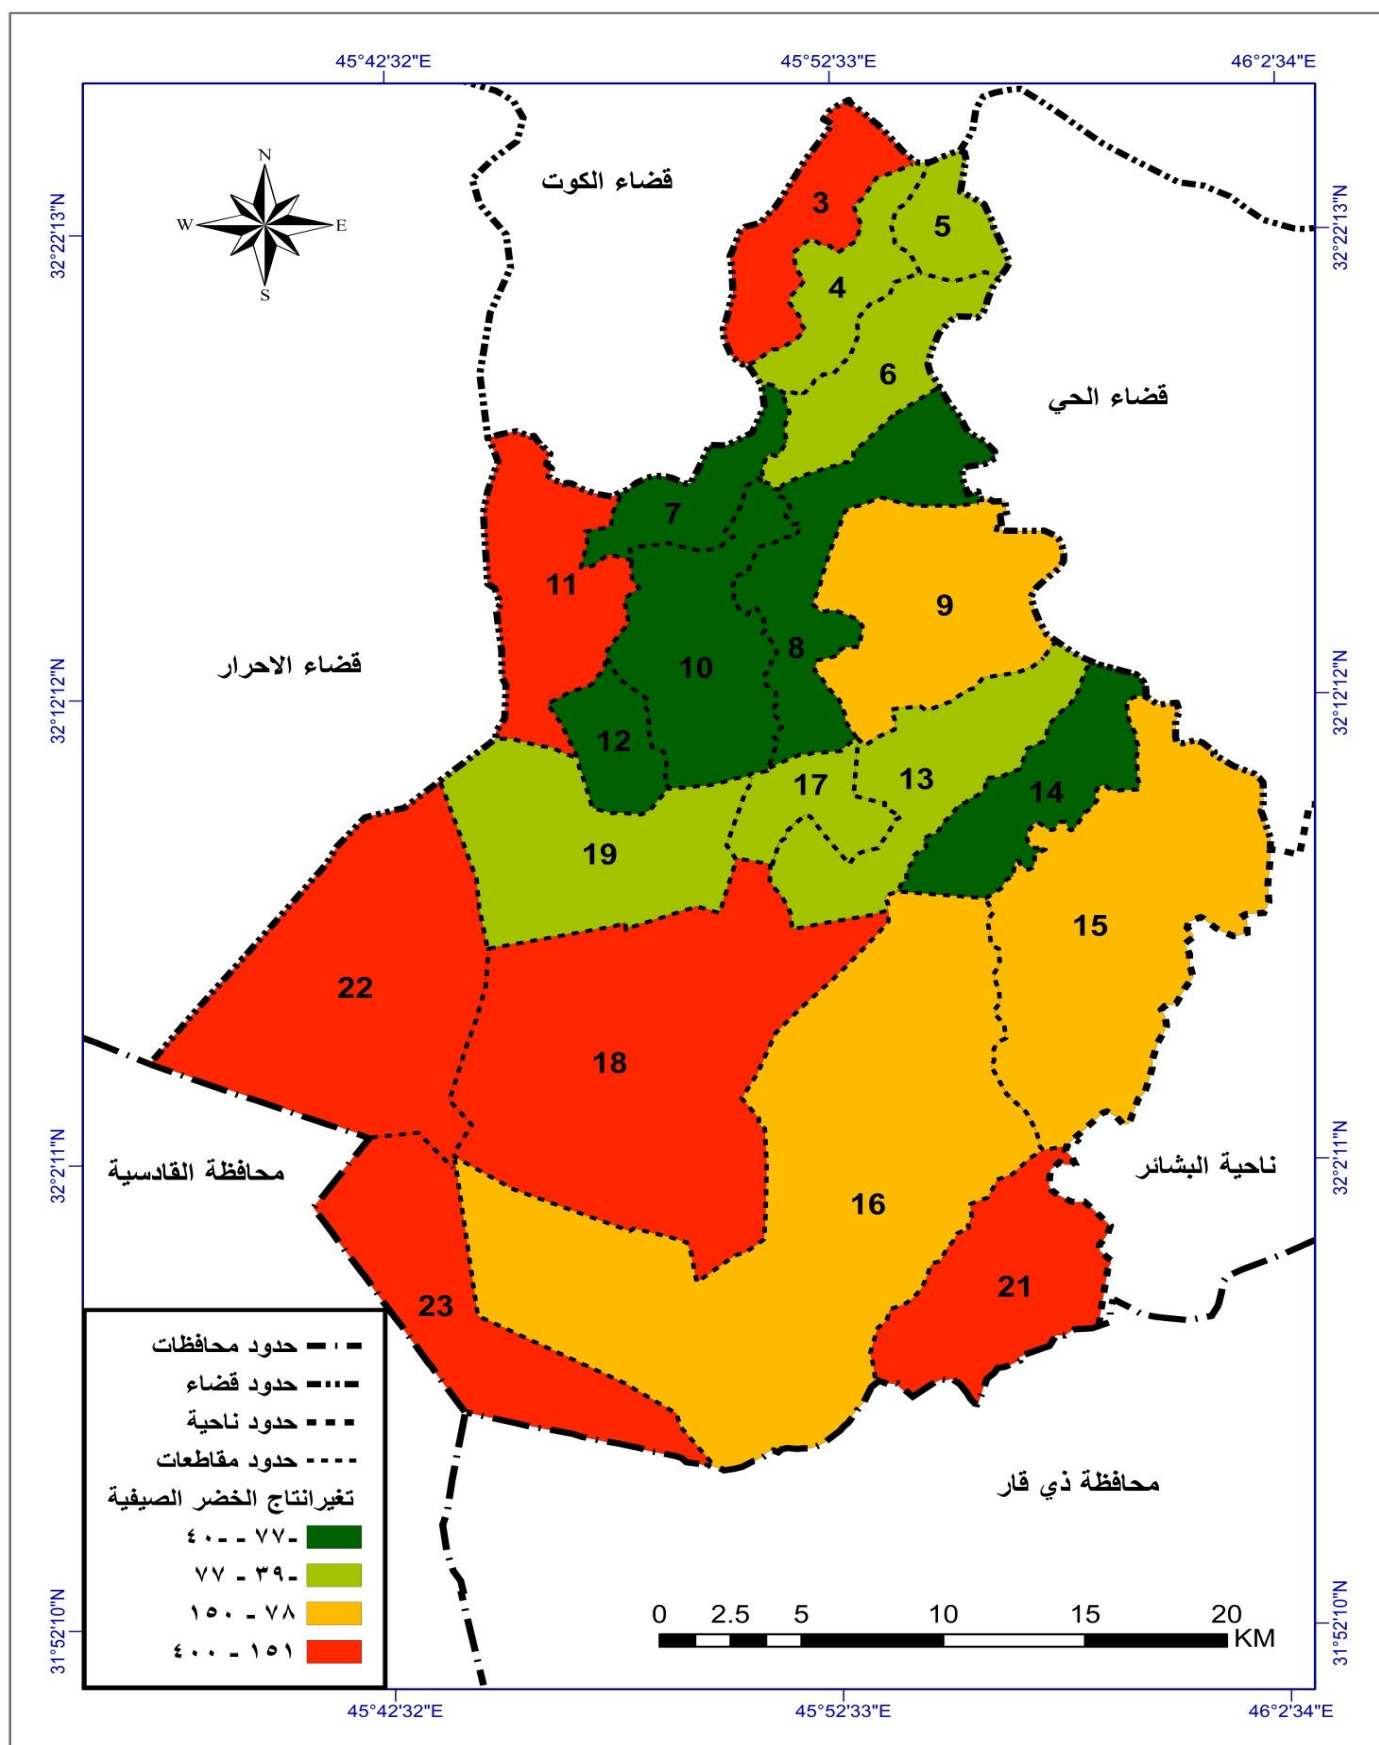 45°42'32"E
45°52'33"E
46°2'34"E
32°22'13"N
32°22'13"N
N
W
E
S
قضاء الكوت
3
5
4
6
قضاء الحي
7
11
9
8
10
قضاء الاحرار
32°12'12"N
32°12'12"N
12
17
13
14
19
15
22
18
محافظة القادسية
32°2'11"N
32°2'11"N
ناحية البشائر
16
21
23
محافظة ذي قار
حدود محافظات
حدود قضاء
حدود ناحية
حدود مقاطعات
تغيرانتاج الخضر الصيفية
-٧٧ - -٤٠
-٣٩ - ٧٧
٧٨ - ١٥٠
١٥١ - ٤٠٠
0 2.5 5 10 15 20
KM
31°52'10"N
31°52'10"N
45°42'32"E
45°52'33"E
46°2'34"E